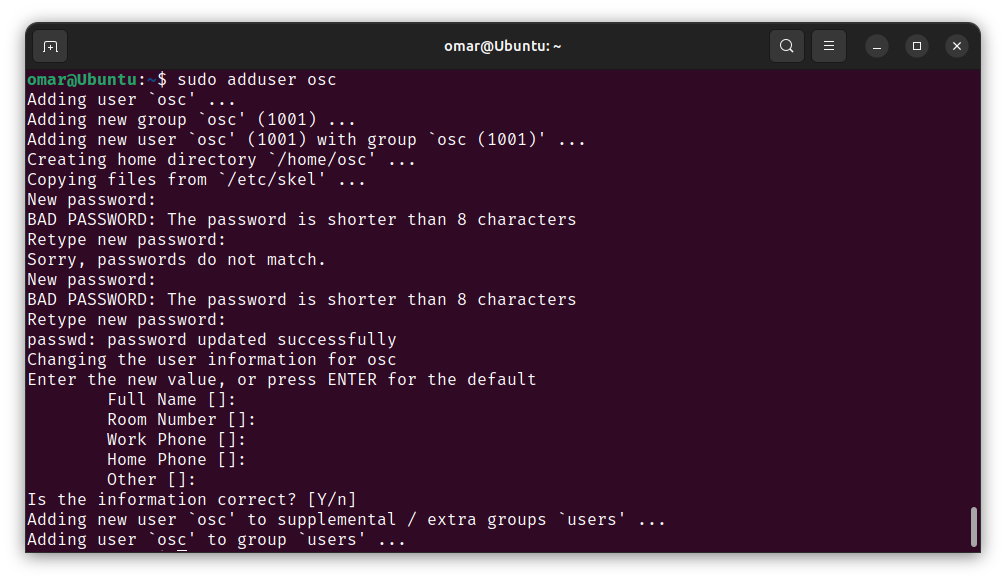 omar@Ubuntu: ~
omar@Ubuntu:~$ sudo adduser osc
Adding user `osc' ...
Adding new group `osc' (1001) ...
Adding new user `osc' (1001) with group `osc (1001)' ...
Creating home directory `/home/osc' ...
Copying files from `/etc/skel' ...
New password:
BAD PASSWORD: The password is shorter than 8 characters
Retype new password:
Sorry, passwords do not match.
New password:
BAD PASSWORD: The password is shorter than 8 characters
Retype new password:
passwd: password updated successfully
Changing the user information for osc
Enter the new value, or press ENTER for the default
        Full Name []:
        Room Number []:
        Work Phone []:
        Home Phone []:
        Other []:
Is the information correct? [Y/n]
Adding new user `osc' to supplemental / extra groups `users' ...
Adding user `osc' to group `users' ...